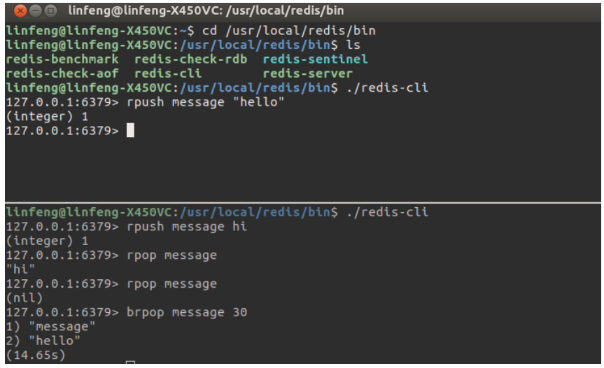 linfeng@linfeng-X450VC: /usr/local/redis/bin
linfeng@linfeng-X450VC:~$ cd /usr/local/redis/bin
linfeng@linfeng-X450VC:/usr/local/redis/bin$ ls
redis-benchmark  redis-check-rdb  redis-sentinel
redis-check-aof  redis-cli        redis-server
linfeng@linfeng-X450VC:/usr/local/redis/bin$ ./redis-cli
127.0.0.1:6379> rpush message "hello"
(integer) 1
127.0.0.1:6379>
linfeng@linfeng-X450VC:/usr/local/redis/bin$ ./redis-cli
127.0.0.1:6379> rpush message hi
(integer) 1
127.0.0.1:6379> rpop message
"hi"
127.0.0.1:6379> rpop message
(nil)
127.0.0.1:6379> brpop message 30
1) "message"
2) "hello"
(14.65s)